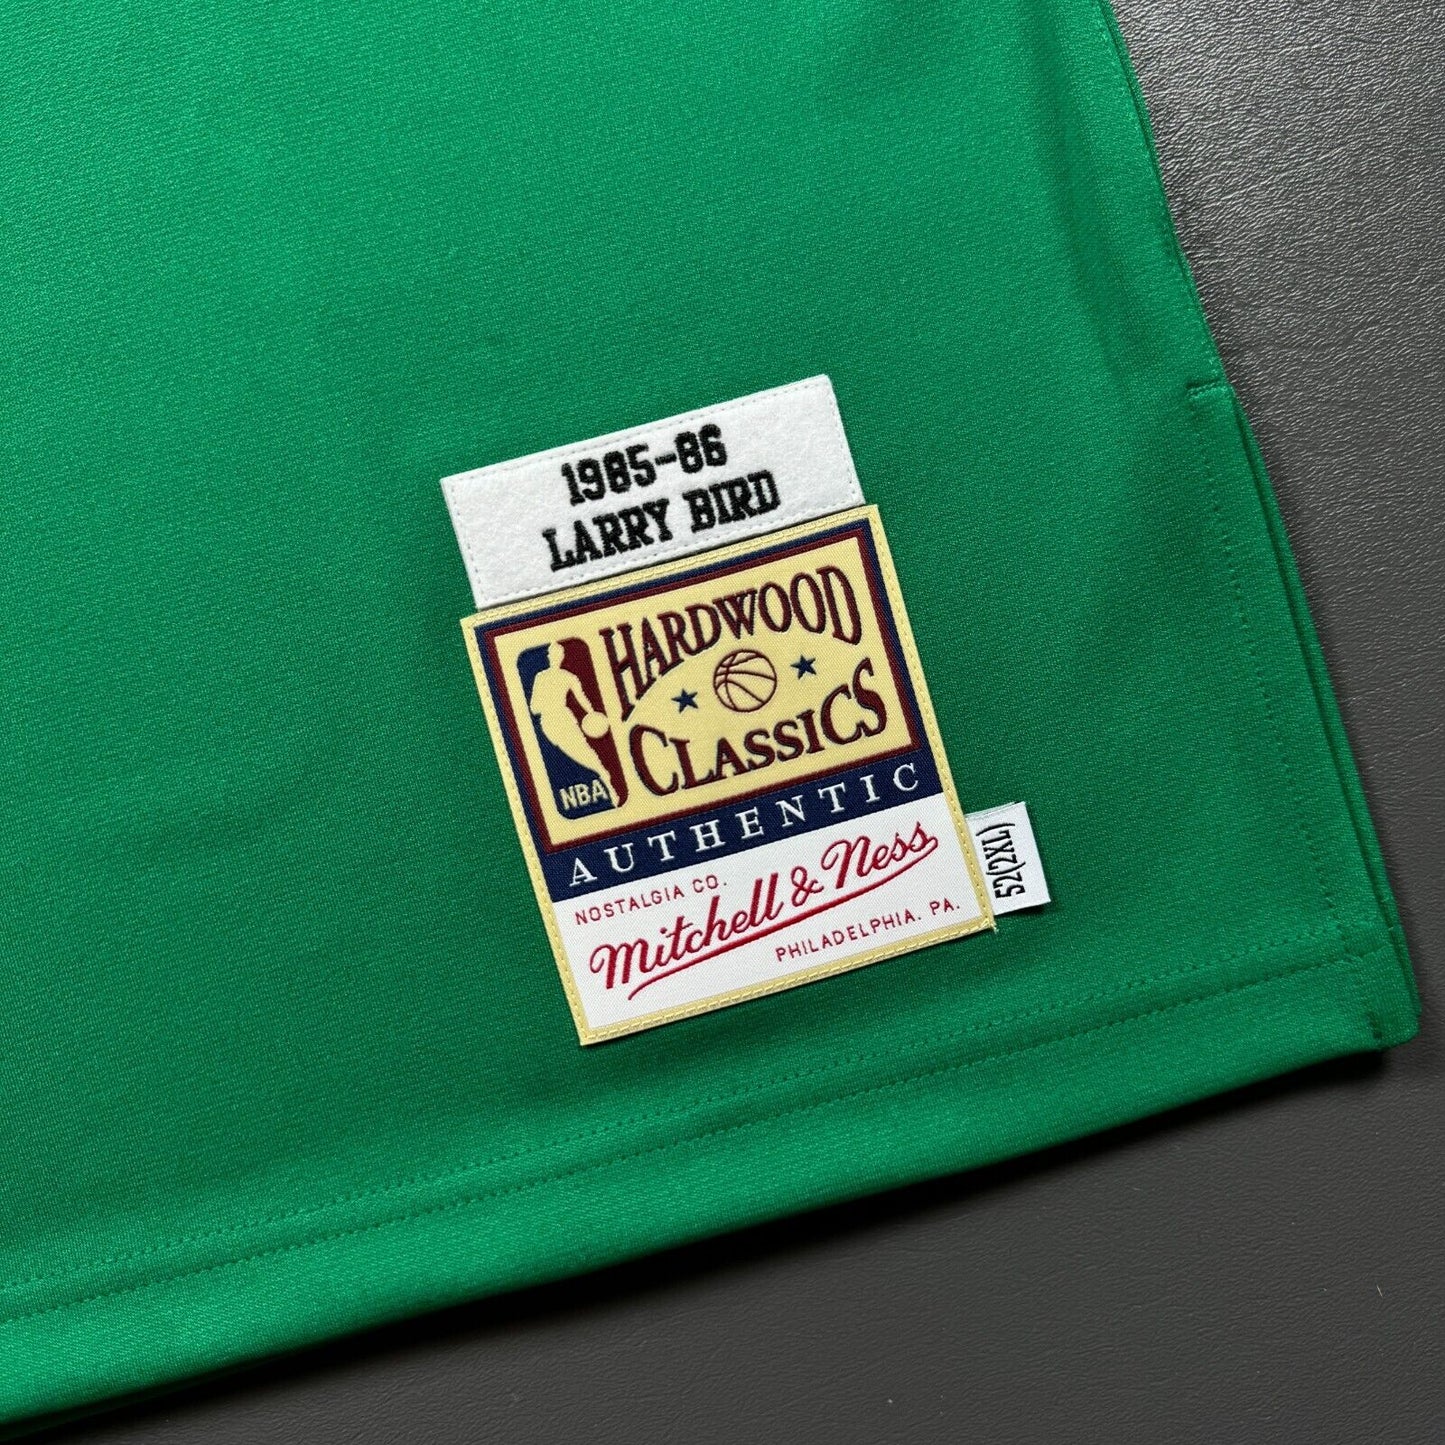 1985-86
LARRY BIRD
HARDWOOD
CLASSICS
NBA
AUTHENTIC
NOSTALGIA CO.
Mitchell & Ness
PHILADELPHIA. PA.
52(2XL)